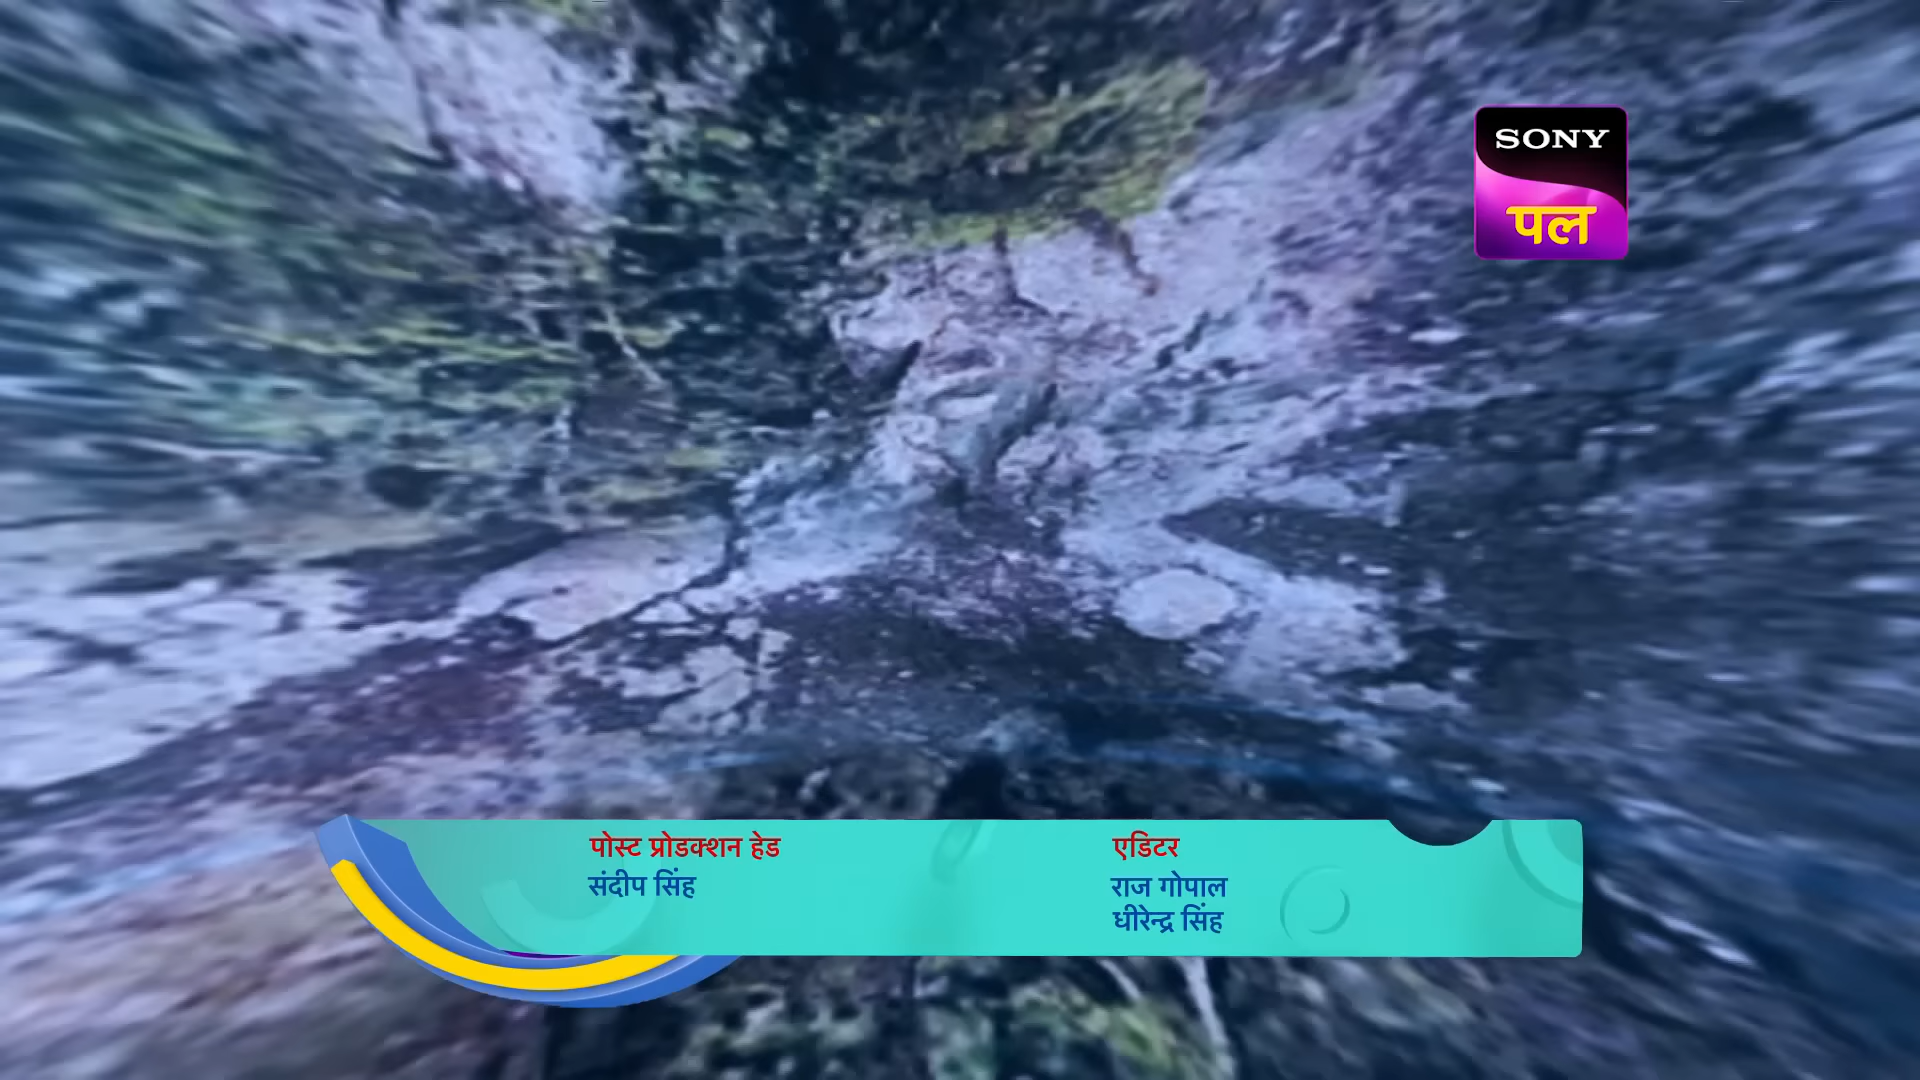 SONY
पल
पोस्ट प्रोडक्शन हेड
संदीप सिंह
एडिटर
राज गोपाल
धीरेन्द्र सिंह